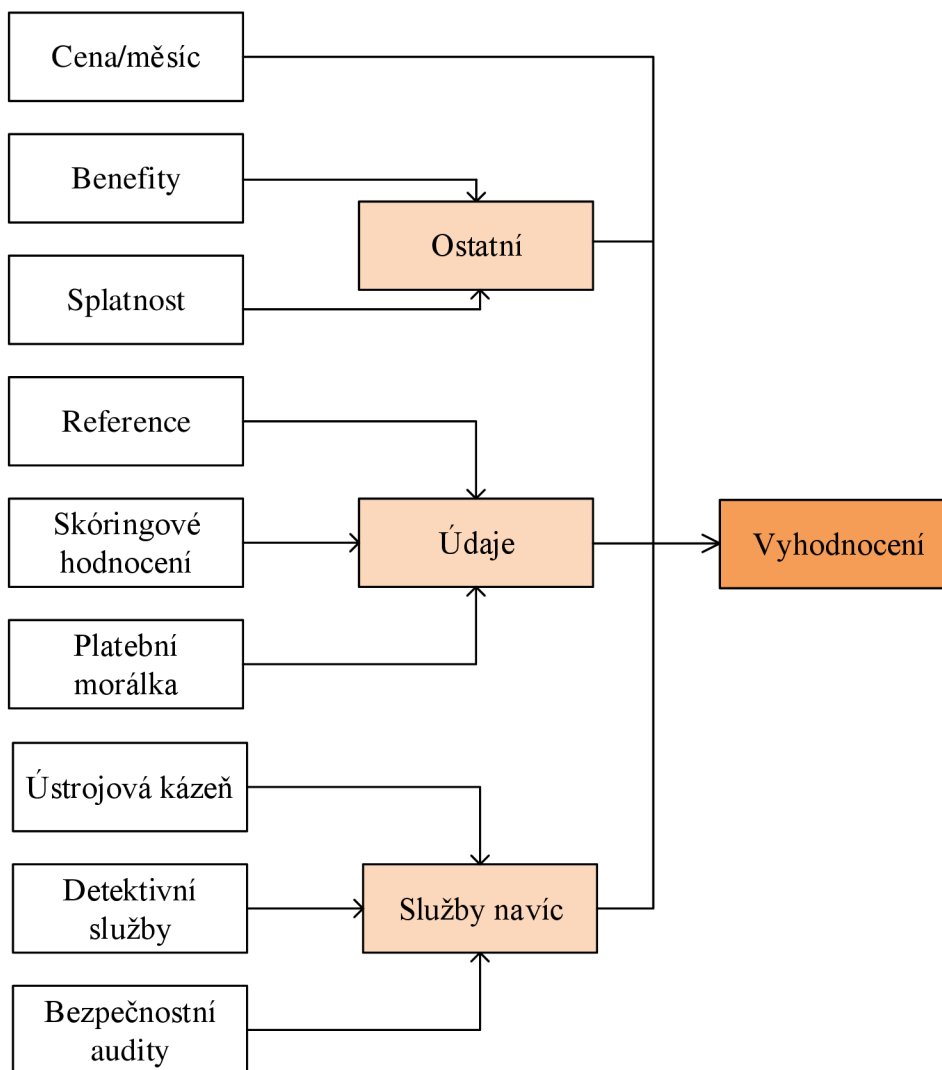 Cena/měsíc
Benefity
Ostatní
Splatnost
Reference
Skóringové
hodnocení
Údaje
Vyhodnocení
Platební
morálka
Ústrojová kázeň
Detektivní
služby
Služby navíc
Bezpečnostní
audity